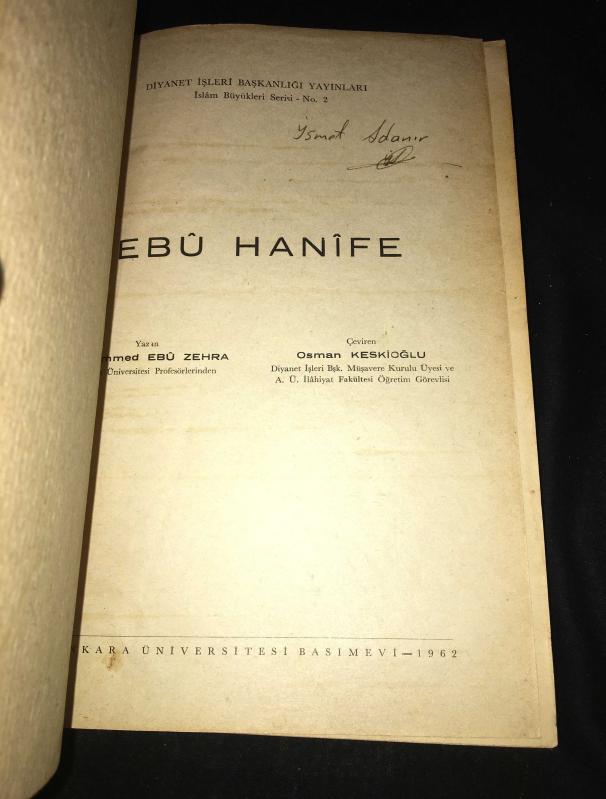 DİYANET İŞLERİ BAŞKANLIĞI YAYINLARI
İslâm Büyükleri Serisi - No. 2
İsmet Adanır
EBÛ HANÎFE
Yazan
EBÛ ZEHRA
Üniversitesi Profesörlerinden
Çeviren
Osman KESKİOĞLU
Diyanet İşleri Bşk. Müşavere Kurulu Üyesi ve
A. Ü. İlâhiyat Fakültesi Öğretim Görevlisi
ÜNİVERSİTESİ BASIMEVİ—1962